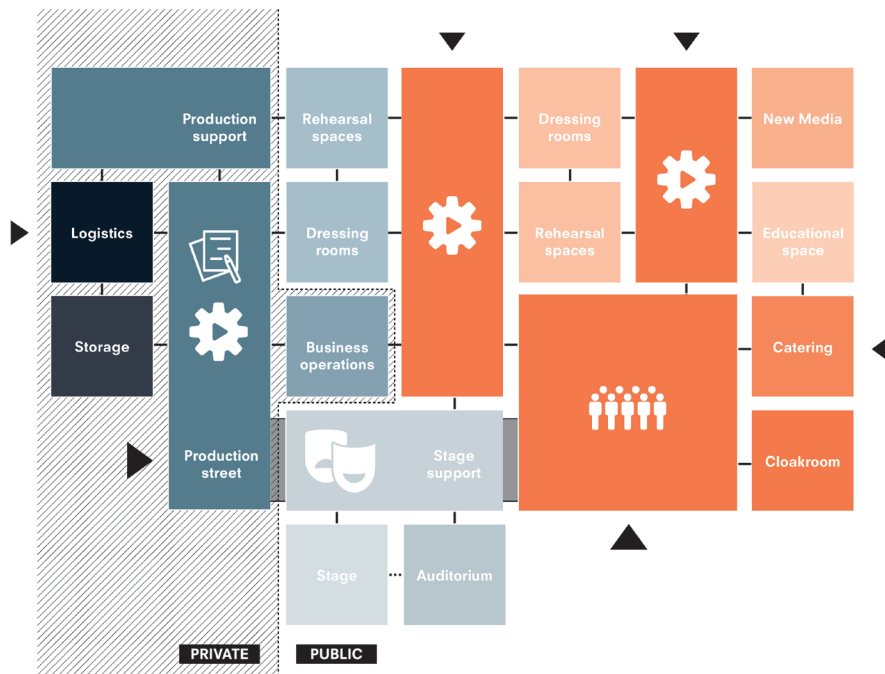 Production
support
Rehearsal
spaces
Dressing
rooms
New Media
Logistics
Dressing
rooms
Rehearsal
spaces
Educational
space
Storage
Business
operations
Catering
Production
street
Stage
support
Cloakroom
Stage
Auditorium
PRIVATE
PUBLIC